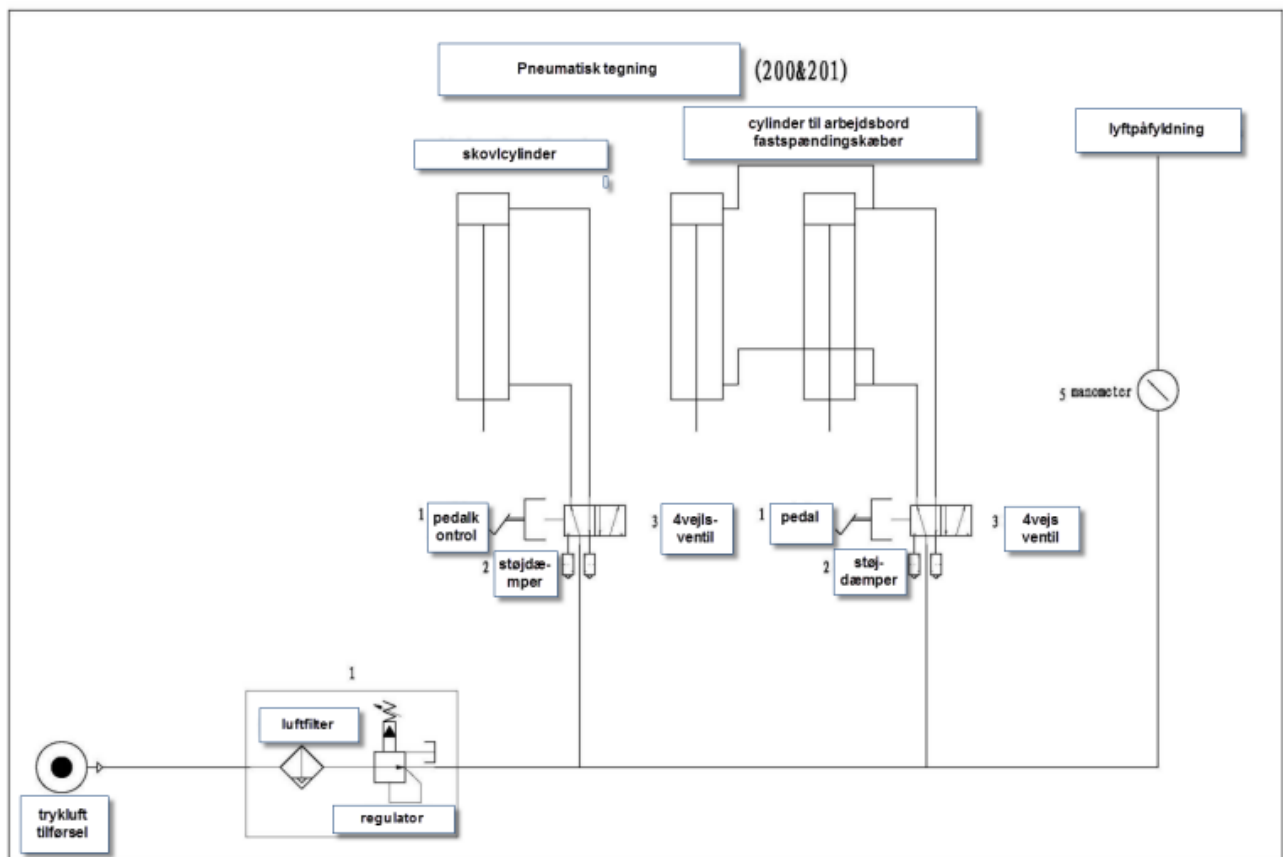 Pneumatisk tegning
(200&201)
skovlcylinder
cylinder til arbejdsbord
fastspændingskæber
lyftpåfyldning
5 manometer
1
pedalk
ontrol
3
4vejls-
ventil
1
pedal
3
4vejs
ventil
2
støjdæ-
mper
2
støj-
dæmper
1
luftfilter
regulator
trykluft
tilførsel